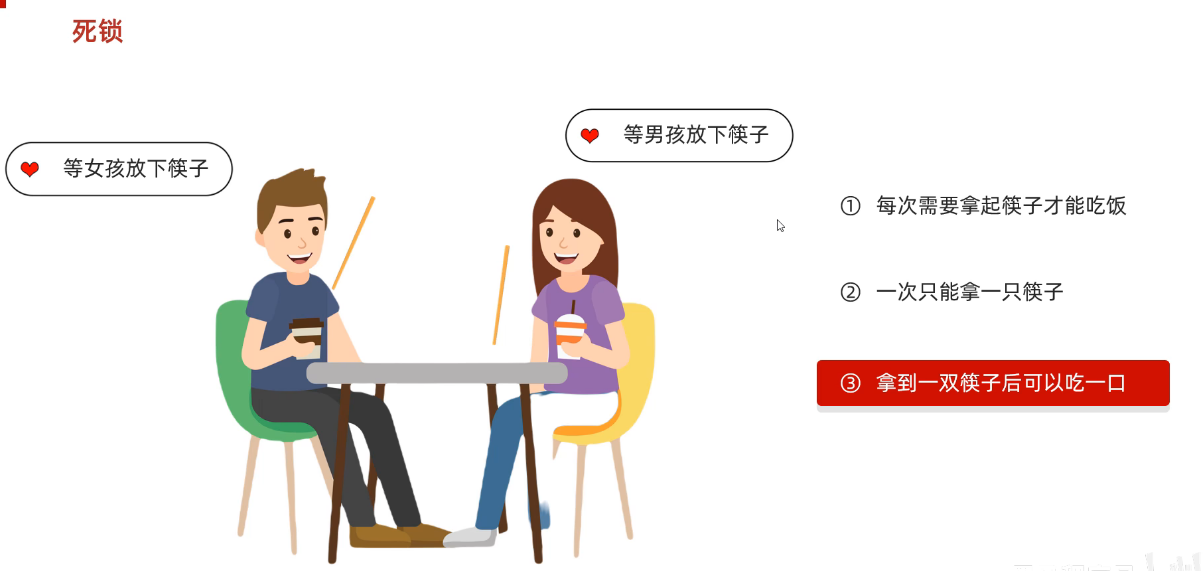 死锁
等男孩放下筷子
等女孩放下筷子
① 每次需要拿起筷子才能吃饭
② 一次只能拿一只筷子
③ 拿到一双筷子后可以吃一口